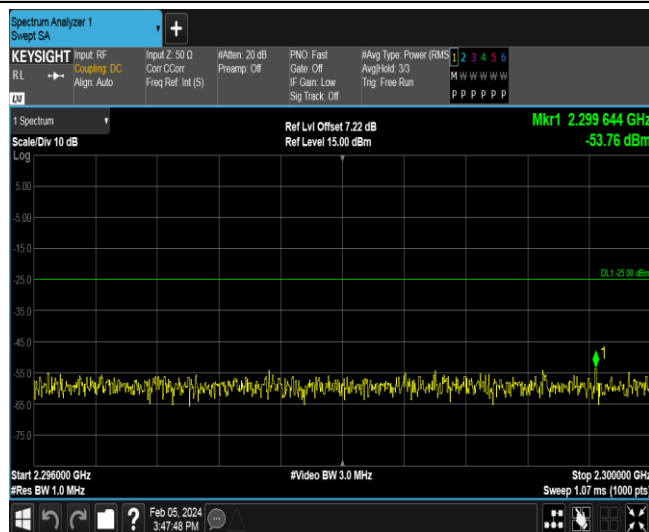 Spectrum Analyzer 1
Swept SA
+
KEYSIGHT
RL
LXI
Input: RF
Coupling: DC
Align: Auto
Input Z: 50 Ω
Corr CCorr
Freq Ref: Int (S)
#Atten: 20 dB
Preamp: Off
PNO: Fast
Gate: Off
IF Gain: Low
Sig Track: Off
#Avg Type: Power (RMS
Avg|Hold: 3/3
Trig: Free Run
1 2 3 4 5 6
M W W W W W
P P P P P P
1 Spectrum
Scale/Div 10 dB
Log
Ref Lvl Offset 7.22 dB
Ref Level 15.00 dBm
Mkr1 2.299 644 GHz
-53.76 dBm
5.00
-5.00
-15.0
-25.0
DL1 -25.00 dBm
-35.0
-45.0
1
-55.0
-65.0
-75.0
Start 2.296000 GHz
#Res BW 1.0 MHz
#Video BW 3.0 MHz
Stop 2.300000 GHz
Sweep 1.07 ms (1000 pts)
?
Feb 05, 2024
3:47:48 PM